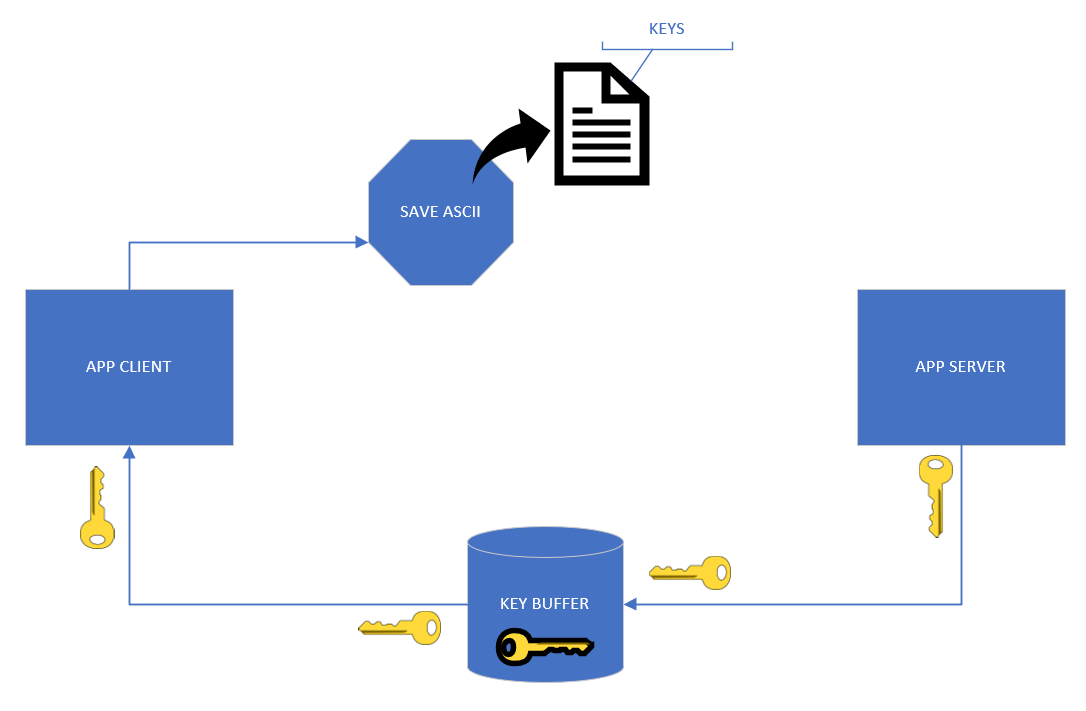 KEYS
SAVE ASCII
APP CLIENT
APP SERVER
KEY BUFFER